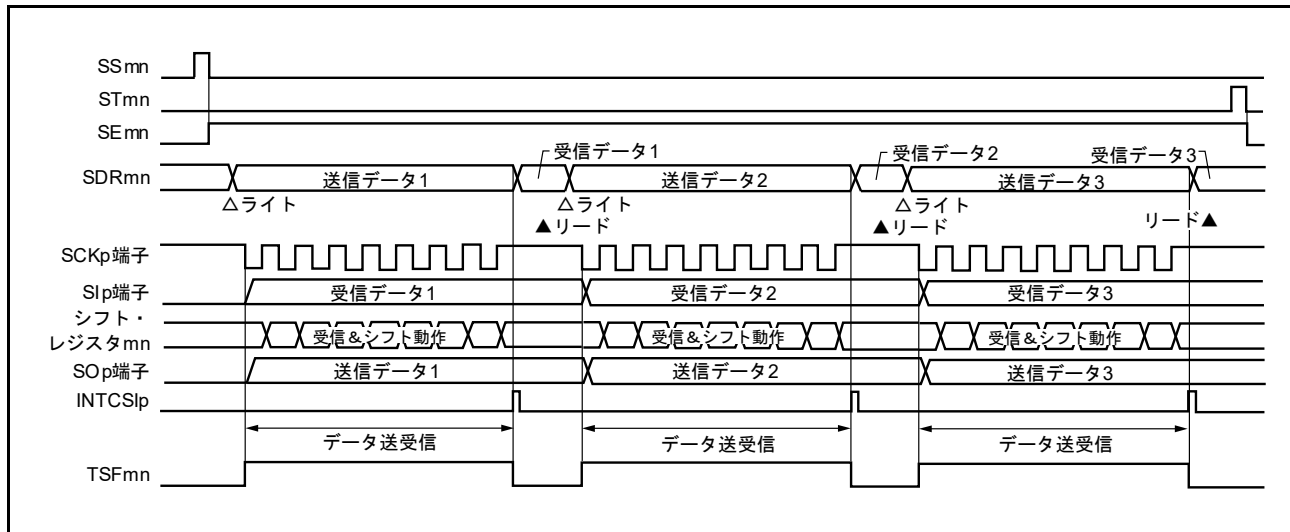 SSmn
STmn
SEmn
受信データ1
受信データ2
受信データ3
SDRmn
送信データ1
送信データ2
送信データ3
△ライト
△ライト
△ライト
▲リード
▲リード
リード▲
SCKp端子
SIp端子
受信データ1
受信データ2
受信データ3
シフト・
レジスタmn
受信&シフト動作
受信&シフト動作
受信&シフト動作
SOp端子
送信データ1
送信データ2
送信データ3
INTCSIp
データ送受信
データ送受信
データ送受信
TSFmn